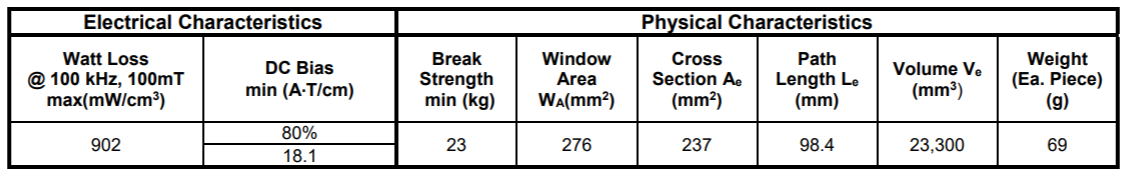 Electrical Characteristics Physical Characteristics
Watt Loss @ 100 kHz, 100mT max(mW/cm³) DC Bias min (A·T/cm) Break Strength min (kg) Window Area WA(mm²) Cross Section Ae (mm²) Path Length Le (mm) Volume Ve (mm³) Weight (Ea. Piece) (g)
902 80% 18.1 23 276 237 98.4 23,300 69